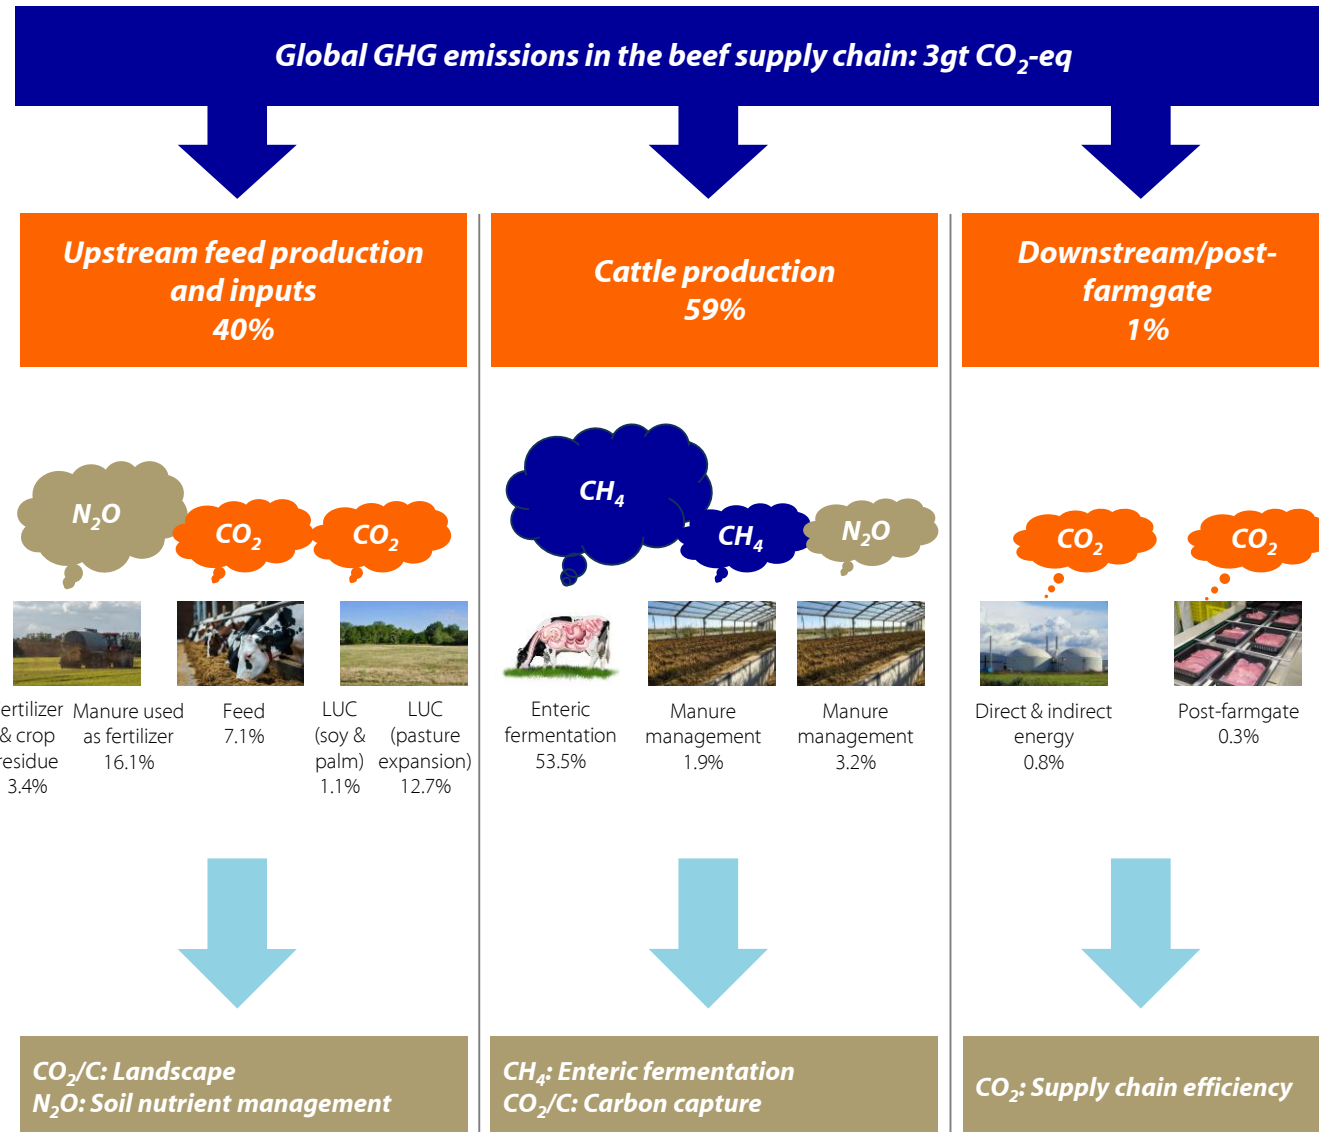 Global GHG emissions in the beef supply chain: 3gt CO₂-eq
Upstream feed production
and inputs
40%
Cattle production
59%
Downstream/post-
farmgate
1%
N₂O
CO₂
CO₂
CH₄
CH₄
N₂O
CO₂
CO₂
ertilizer
& crop
residue
3.4%
Manure used
as fertilizer
16.1%
Feed
7.1%
LUC
(soy &
palm)
1.1%
LUC
(pasture
expansion)
12.7%
Enteric
fermentation
53.5%
Manure
management
1.9%
Manure
management
3.2%
Direct & indirect
energy
0.8%
Post-farmgate
0.3%
CO₂/C: Landscape
N₂O: Soil nutrient management
CH₄: Enteric fermentation
CO₂/C: Carbon capture
CO₂: Supply chain efficiency